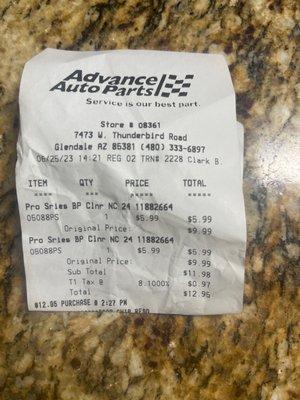 Advance
Auto Parts
Service is our best part.
Store # 08361
7473 W. Thunderbird Road
Glendale AZ 85381 (480) 333-6897
06/25/23 14:21 REG 02 TRN# 2228 Clark B.
ITEM QTY PRICE TOTAL
**** *** ***** *****
Pro Sries BP Clnr NC 24 11882664
05088PS 1 $5.99 $5.99
Original Price: $9.99
Pro Sries BP Clnr NC 24 11882664
05088PS 1 $5.99 $5.99
Original Price: $9.99
Sub Total $11.98
T1 Tax @ 8.1000% $0.97
Total $12.95
$12.95 PURCHASE @ 2:27 PM
CHIP READ